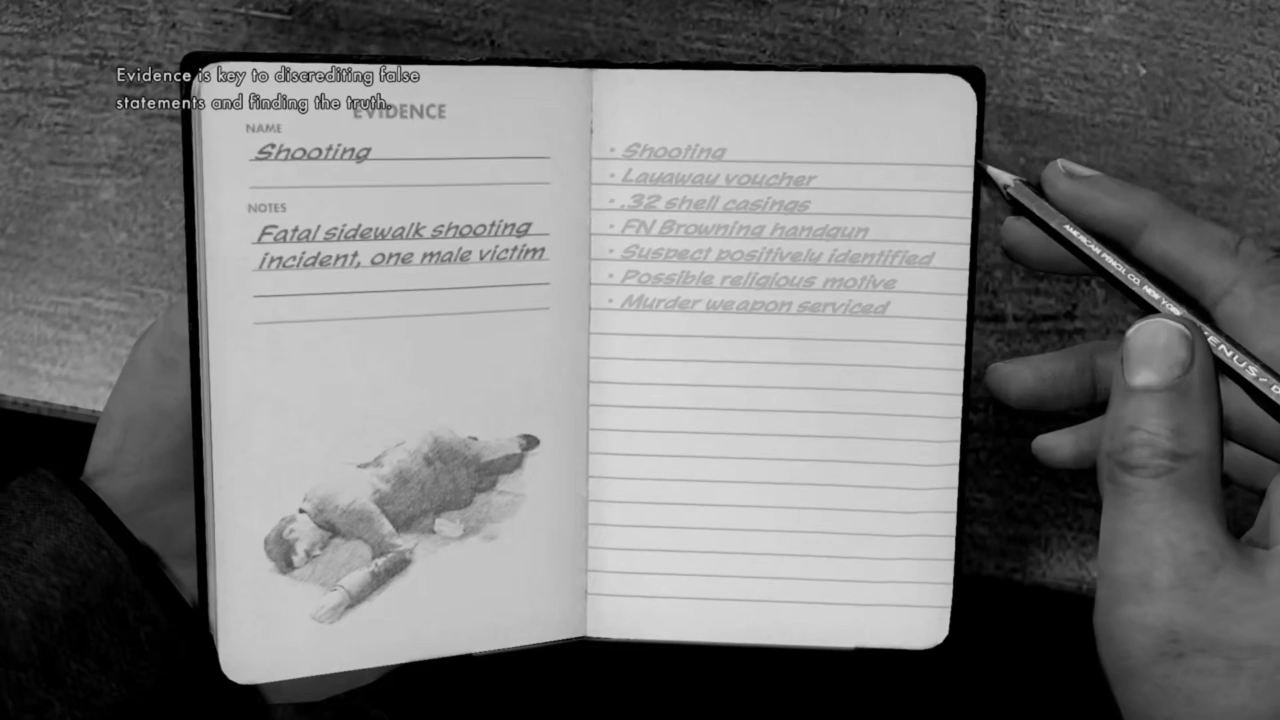 Evidence is key to discrediting false
statements and finding the truth.
EVIDENCE
NAME
Shooting
NOTES
Fatal sidewalk shooting
incident, one male victim
• Shooting
• Layaway voucher
• .32 shell casings
• FN Browning handgun
• Suspect positively identified
• Possible religious motive
• Murder weapon serviced
AMERICAN PENCIL CO. NEW YORK
VENUS/